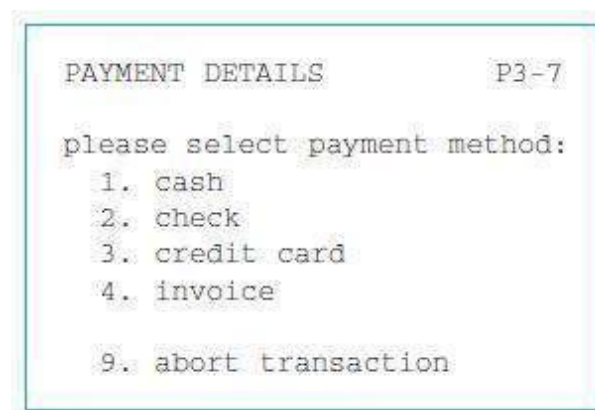 PAYMENT DETAILS P3-7
please select payment method:
1. cash
2. check
3. credit card
4. invoice
9. abort transaction